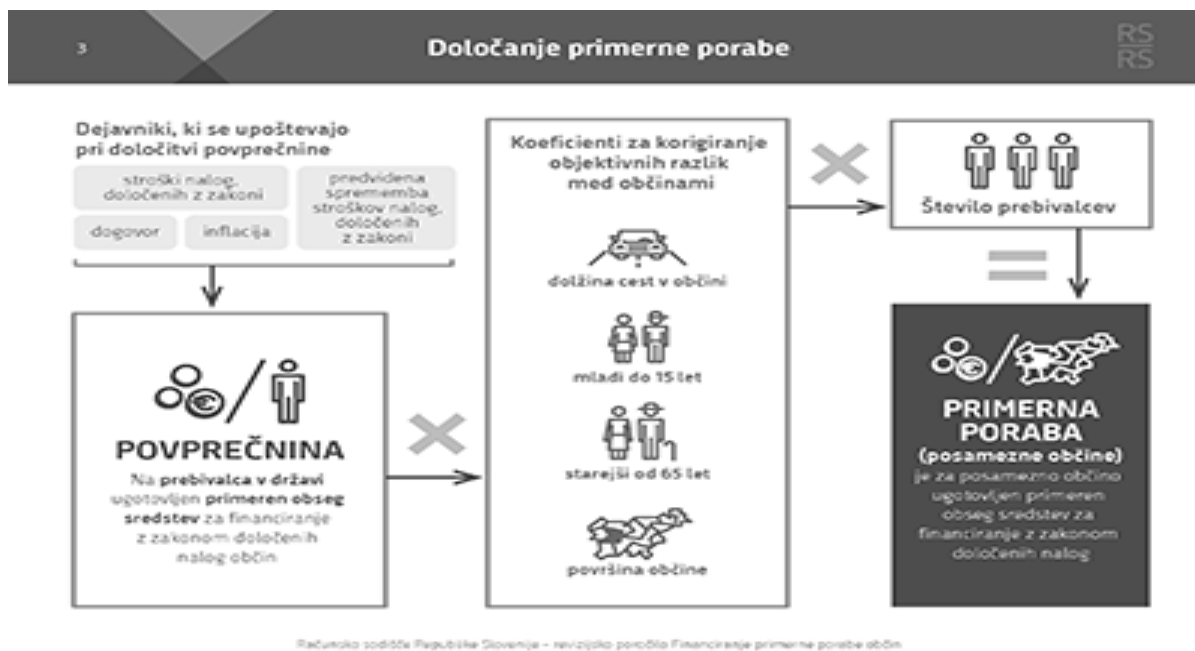 3
Določanje primerne porabe
RS
RS
Dejavniki, ki se upoštevajo
pri določitvi povprečnine
stroški nalog,
določenih z zakoni
dogovor
inflacija
predvidena
sprememba
stroškov nalog,
določenih
z zakoni
POVPREČNINA
Na prebivalca v državi
ugotovljen primeren obseg
sredstev za financiranje
z zakonom določenih
nalog občin
Koeficienti za korigiranje
objektivnih razlik
med občinami
dolžina cest v občini
mladi do 15 let
starejši od 65 let
površina občine
Število prebivalcev
PRIMERNA
PORABA
(posamezne občine)
je za posamezno občino
ugotovljen primeren
obseg sredstev za
financiranje z zakonom
določenih nalog
Računsko sodišče Republike Slovenije – revizijsko poročilo Financiranje primerne porabe občin